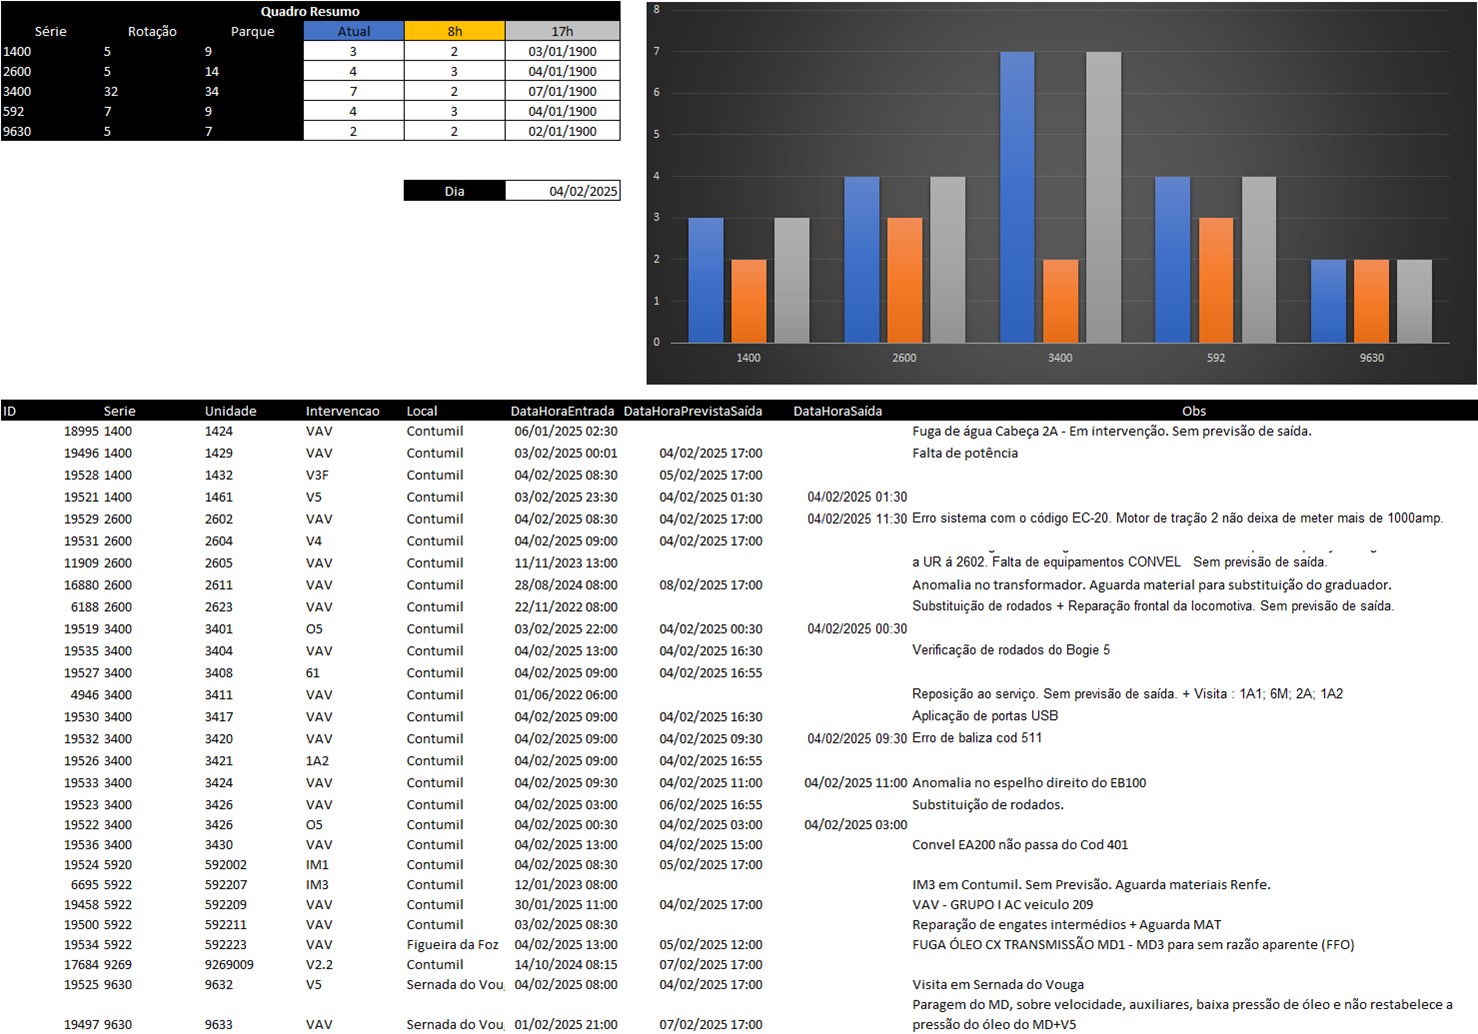 Quadro Resumo
Série Rotação Parque Atual 8h 17h
1400 5 9 3 2 03/01/1900
2600 5 14 4 3 04/01/1900
3400 32 34 7 2 07/01/1900
592 7 9 4 3 04/01/1900
9630 5 7 2 2 02/01/1900
Dia 04/02/2025
8
7
6
5
4
3
2
1
0
1400 2600 3400 592 9630
ID Serie Unidade Intervencao Local DataHoraEntrada DataHoraPrevistaSaída DataHoraSaída Obs
18995 1400 1424 VAV Contumil 06/01/2025 02:30 Fuga de água Cabeça 2A - Em intervenção. Sem previsão de saída.
19496 1400 1429 VAV Contumil 03/02/2025 00:01 04/02/2025 17:00 Falta de potência
19528 1400 1432 V3F Contumil 04/02/2025 08:30 05/02/2025 17:00
19521 1400 1461 V5 Contumil 03/02/2025 23:30 04/02/2025 01:30 04/02/2025 01:30
19529 2600 2602 VAV Contumil 04/02/2025 08:30 04/02/2025 17:00 04/02/2025 11:30 Erro sistema com o código EC-20. Motor de tração 2 não deixa de meter mais de 1000amp.
19531 2600 2604 V4 Contumil 04/02/2025 09:00 04/02/2025 17:00
11909 2600 2605 VAV Contumil 11/11/2023 13:00 a UR á 2602. Falta de equipamentos CONVEL Sem previsão de saída.
16880 2600 2611 VAV Contumil 28/08/2024 08:00 08/02/2025 17:00 Anomalia no transformador. Aguarda material para substituição do graduador.
6188 2600 2623 VAV Contumil 22/11/2022 08:00 Substituição de rodados + Reparação frontal da locomotiva. Sem previsão de saída.
19519 3400 3401 O5 Contumil 03/02/2025 22:00 04/02/2025 00:30 04/02/2025 00:30
19535 3400 3404 VAV Contumil 04/02/2025 13:00 04/02/2025 16:30 Verificação de rodados do Bogie 5
19527 3400 3408 61 Contumil 04/02/2025 09:00 04/02/2025 16:55
4946 3400 3411 VAV Contumil 01/06/2022 06:00 Reposição ao serviço. Sem previsão de saída. + Visita : 1A1; 6M; 2A; 1A2
19530 3400 3417 VAV Contumil 04/02/2025 09:00 04/02/2025 16:30 Aplicação de portas USB
19532 3400 3420 VAV Contumil 04/02/2025 09:00 04/02/2025 09:30 04/02/2025 09:30 Erro de baliza cod 511
19526 3400 3421 1A2 Contumil 04/02/2025 09:00 04/02/2025 16:55
19533 3400 3424 VAV Contumil 04/02/2025 09:30 04/02/2025 11:00 04/02/2025 11:00 Anomalia no espelho direito do EB100
19523 3400 3426 VAV Contumil 04/02/2025 03:00 06/02/2025 16:55 Substituição de rodados.
19522 3400 3426 O5 Contumil 04/02/2025 00:30 04/02/2025 03:00 04/02/2025 03:00
19536 3400 3430 VAV Contumil 04/02/2025 13:00 04/02/2025 15:00 Convel EA200 não passa do Cod 401
19524 5920 592002 IM1 Contumil 04/02/2025 08:30 05/02/2025 17:00
6695 5922 592207 IM3 Contumil 12/01/2023 08:00 IM3 em Contumil. Sem Previsão. Aguarda materiais Renfe.
19458 5922 592209 VAV Contumil 30/01/2025 11:00 04/02/2025 17:00 VAV - GRUPO I AC veiculo 209
19500 5922 592211 VAV Contumil 03/02/2025 08:30 Reparação de engates intermédios + Aguarda MAT
19534 5922 592223 VAV Figueira da Foz 04/02/2025 13:00 05/02/2025 12:00 FUGA ÓLEO CX TRANSMISSÃO MD1 - MD3 para sem razão aparente (FFO)
17684 9269 9269009 V2.2 Contumil 14/10/2024 08:15 07/02/2025 17:00
19525 9630 9632 V5 Sernada do Vou 04/02/2025 08:00 04/02/2025 17:00 Visita em Sernada do Vouga
Paragem do MD, sobre velocidade, auxiliares, baixa pressão de óleo e não restabelece a
19497 9630 9633 VAV Sernada do Vou 01/02/2025 21:00 07/02/2025 17:00 pressão do óleo do MD+V5